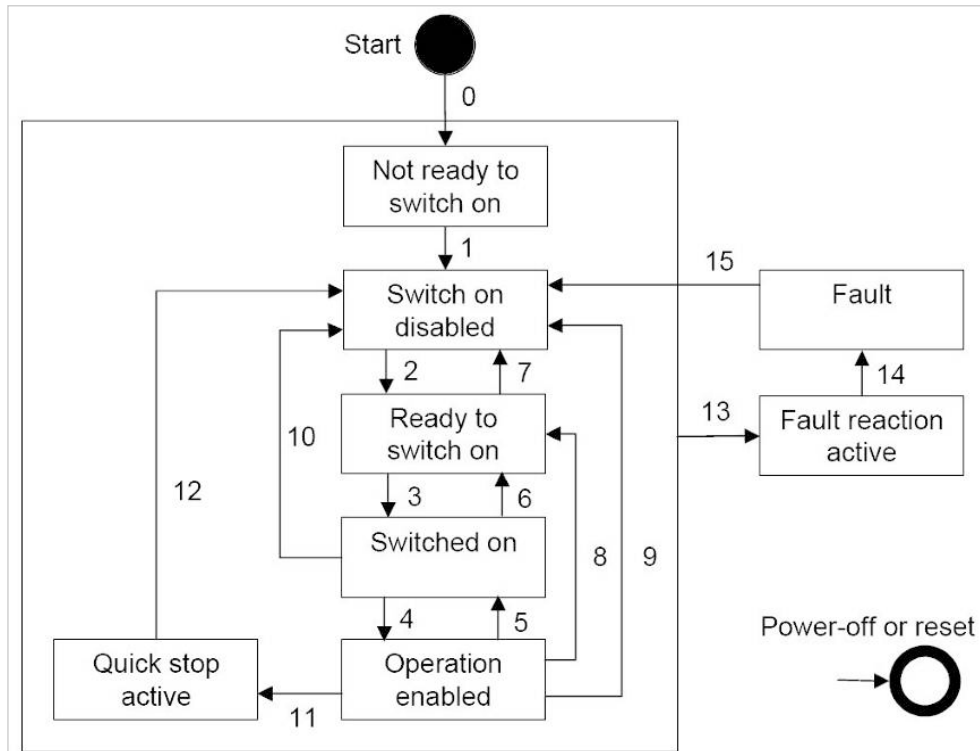 Start
0
Not ready to
switch on
1
15
Switch on
disabled
Fault
2
7
14
Ready to
switch on
13
Fault reaction
active
10
12
3
6
Switched on
8
9
4
5
Power-off or reset
Quick stop
active
Operation
enabled
11